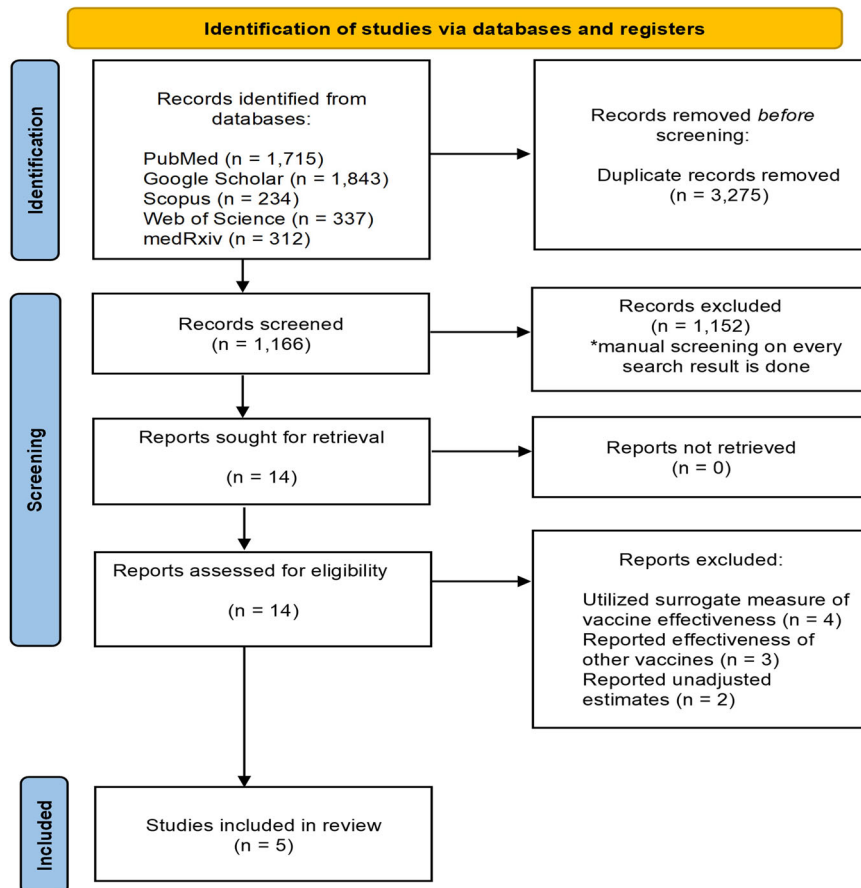 Identification of studies via databases and registers
Identification
Records identified from
databases:
PubMed (n = 1,715)
Google Scholar (n = 1,843)
Scopus (n = 234)
Web of Science (n = 337)
medRxiv (n = 312)
Records removed before
screening:
Duplicate records removed
(n = 3,275)
Screening
Records screened
(n = 1,166)
Records excluded
(n = 1,152)
*manual screening on every
search result is done
Reports sought for retrieval
(n = 14)
Reports not retrieved
(n = 0)
Reports assessed for eligibility
(n = 14)
Reports excluded:
Utilized surrogate measure of
vaccine effectiveness (n = 4)
Reported effectiveness of
other vaccines (n = 3)
Reported unadjusted
estimates (n = 2)
Included
Studies included in review
(n = 5)